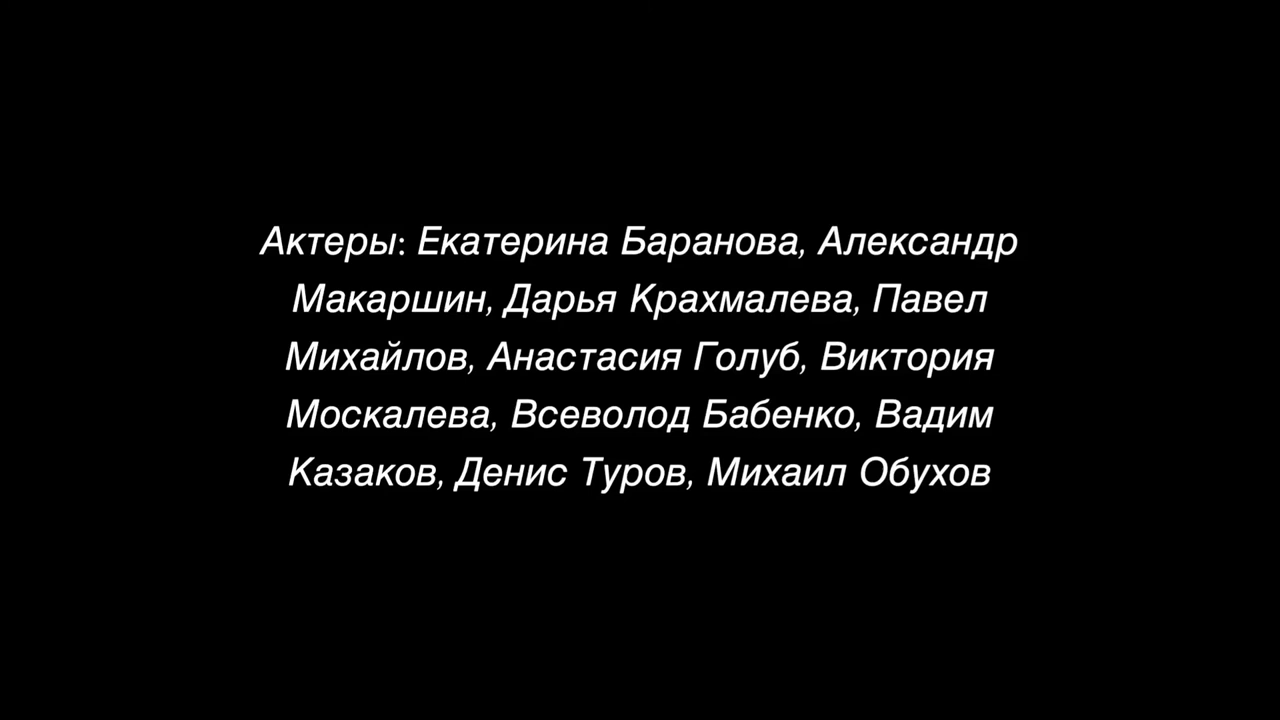 Актеры: Екатерина Баранова, Александр
Макаршин, Дарья Крахмалева, Павел
Михайлов, Анастасия Голуб, Виктория
Москалева, Всеволод Бабенко, Вадим
Казаков, Денис Туров, Михаил Обухов